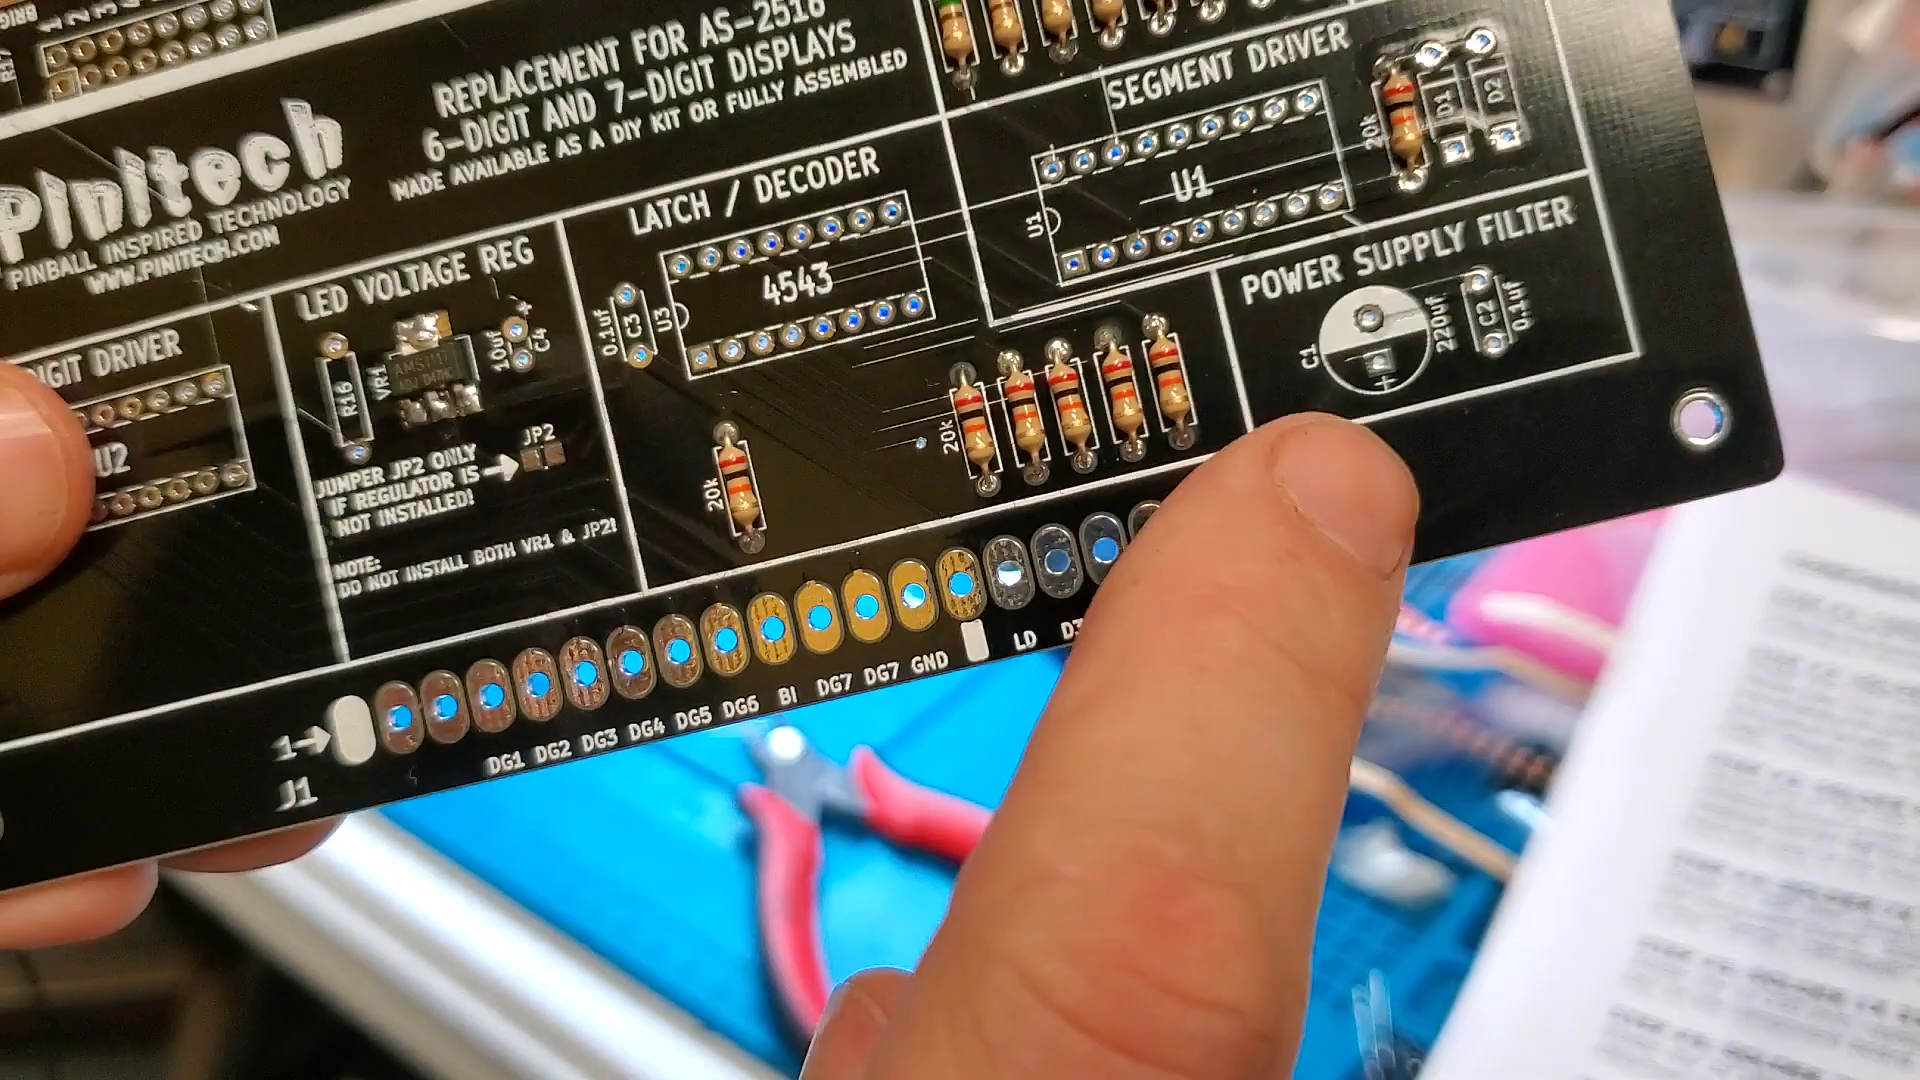 REPLACEMENT FOR AS-2518
6-DIGIT AND 7-DIGIT DISPLAYS
MADE AVAILABLE AS A DIY KIT OR FULLY ASSEMBLED
Pinitech
PINBALL INSPIRED TECHNOLOGY
WWW.PINITECH.COM
SEGMENT DRIVER
U1
U1
20k
D1
D2
LATCH / DECODER
4543
0.1uf
C3
U3
20k
20k
POWER SUPPLY FILTER
C1
220uf
C2
0.1uf
+
LED VOLTAGE REG
R16
VR1
AMS1117
10uf
C4
+
JP2
JUMPER JP2 ONLY
IF REGULATOR IS
NOT INSTALLED!
NOTE:
DO NOT INSTALL BOTH VR1 & JP2!
IGIT DRIVER
U2
1
J1
DG1 DG2 DG3 DG4 DG5 DG6 BI DG7 DG7 GND LD